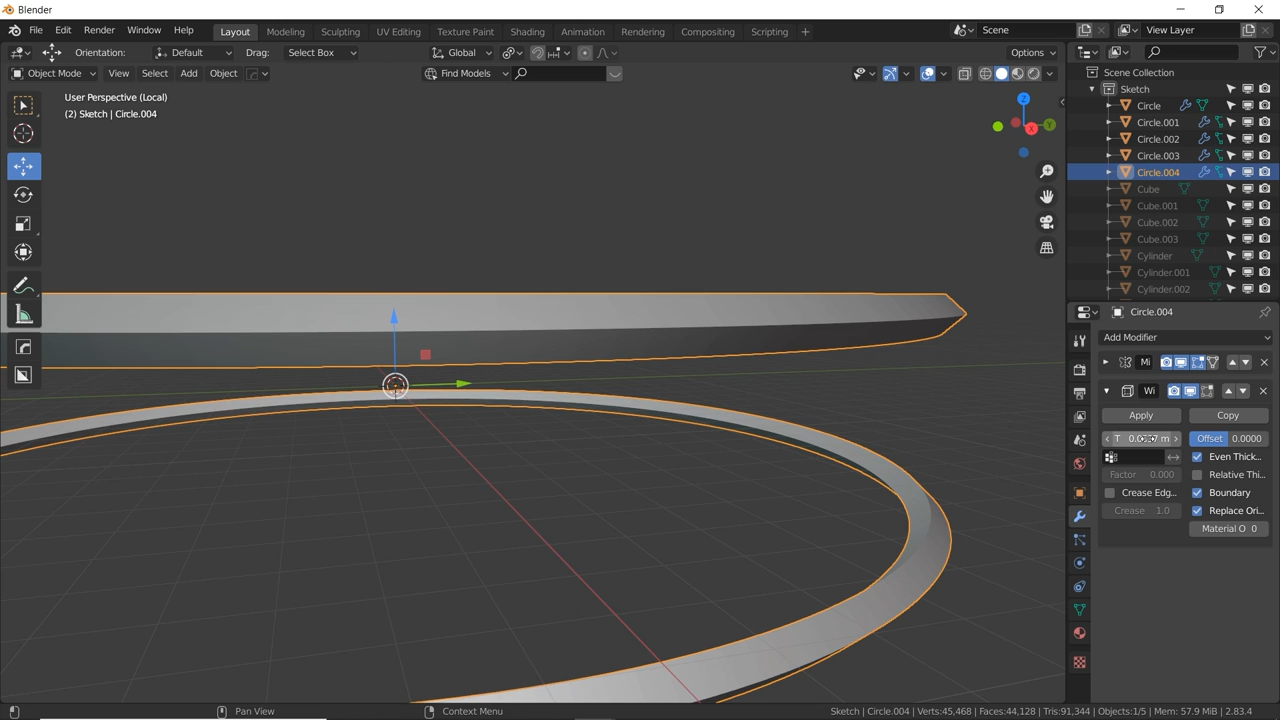 Blender
File Edit Render Window Help Layout Modeling Sculpting UV Editing Texture Paint Shading Animation Rendering Compositing Scripting + Scene View Layer
Orientation: Default Drag: Select Box Global Options
Object Mode View Select Add Object Find Models
User Perspective (Local)
(2) Sketch | Circle.004
Z
Y
X
Scene Collection
Sketch
Circle
Circle.001
Circle.002
Circle.003
Circle.004
Cube
Cube.001
Cube.002
Cube.003
Cylinder
Cylinder.001
Cylinder.002
Circle.004
Add Modifier
Mi
Wi
Apply Copy
Offset 0.0000
Even Thick...
Factor 0.000 Relative Thi...
Crease Edg... Boundary
Crease 1.0 Replace Ori...
Material O 0
Pan View Context Menu Sketch | Circle.004 | Verts:45,468 | Faces:44,128 | Tris:91,344 | Objects:1/5 | Mem: 57.9 MiB | 2.83.4